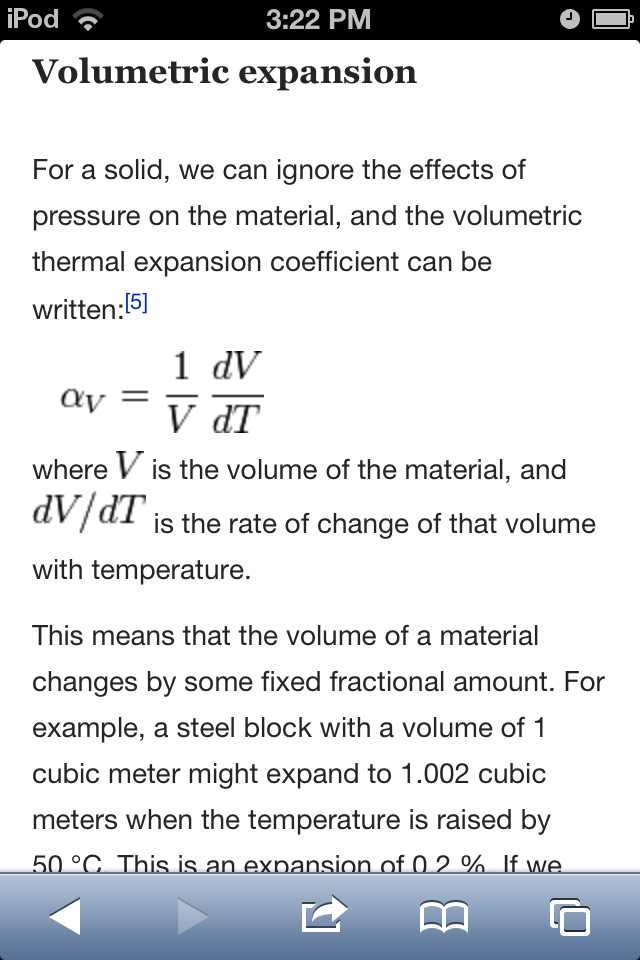 iPod 3:22 PM
Volumetric expansion
For a solid, we can ignore the effects of
pressure on the material, and the volumetric
thermal expansion coefficient can be
written:[5]
α_V = 1/V dV/dT
where V is the volume of the material, and
dV/dT is the rate of change of that volume
with temperature.
This means that the volume of a material
changes by some fixed fractional amount. For
example, a steel block with a volume of 1
cubic meter might expand to 1.002 cubic
meters when the temperature is raised by
50 °C. This is an expansion of 0.2 %. If we